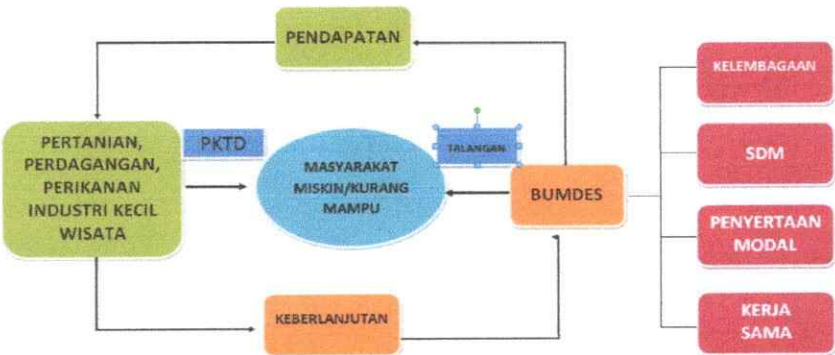 PENDAPATAN
PERTANIAN,
PERDAGANGAN,
PERIKANAN
INDUSTRI KECIL
WISATA
PKTD
MASYARAKAT
MISKIN/KURANG
MAMPU
TALANGAN
BUMDES
KEBERLANJUTAN
KELEMBAGAAN
SDM
PENYERTAAN
MODAL
KERJA
SAMA